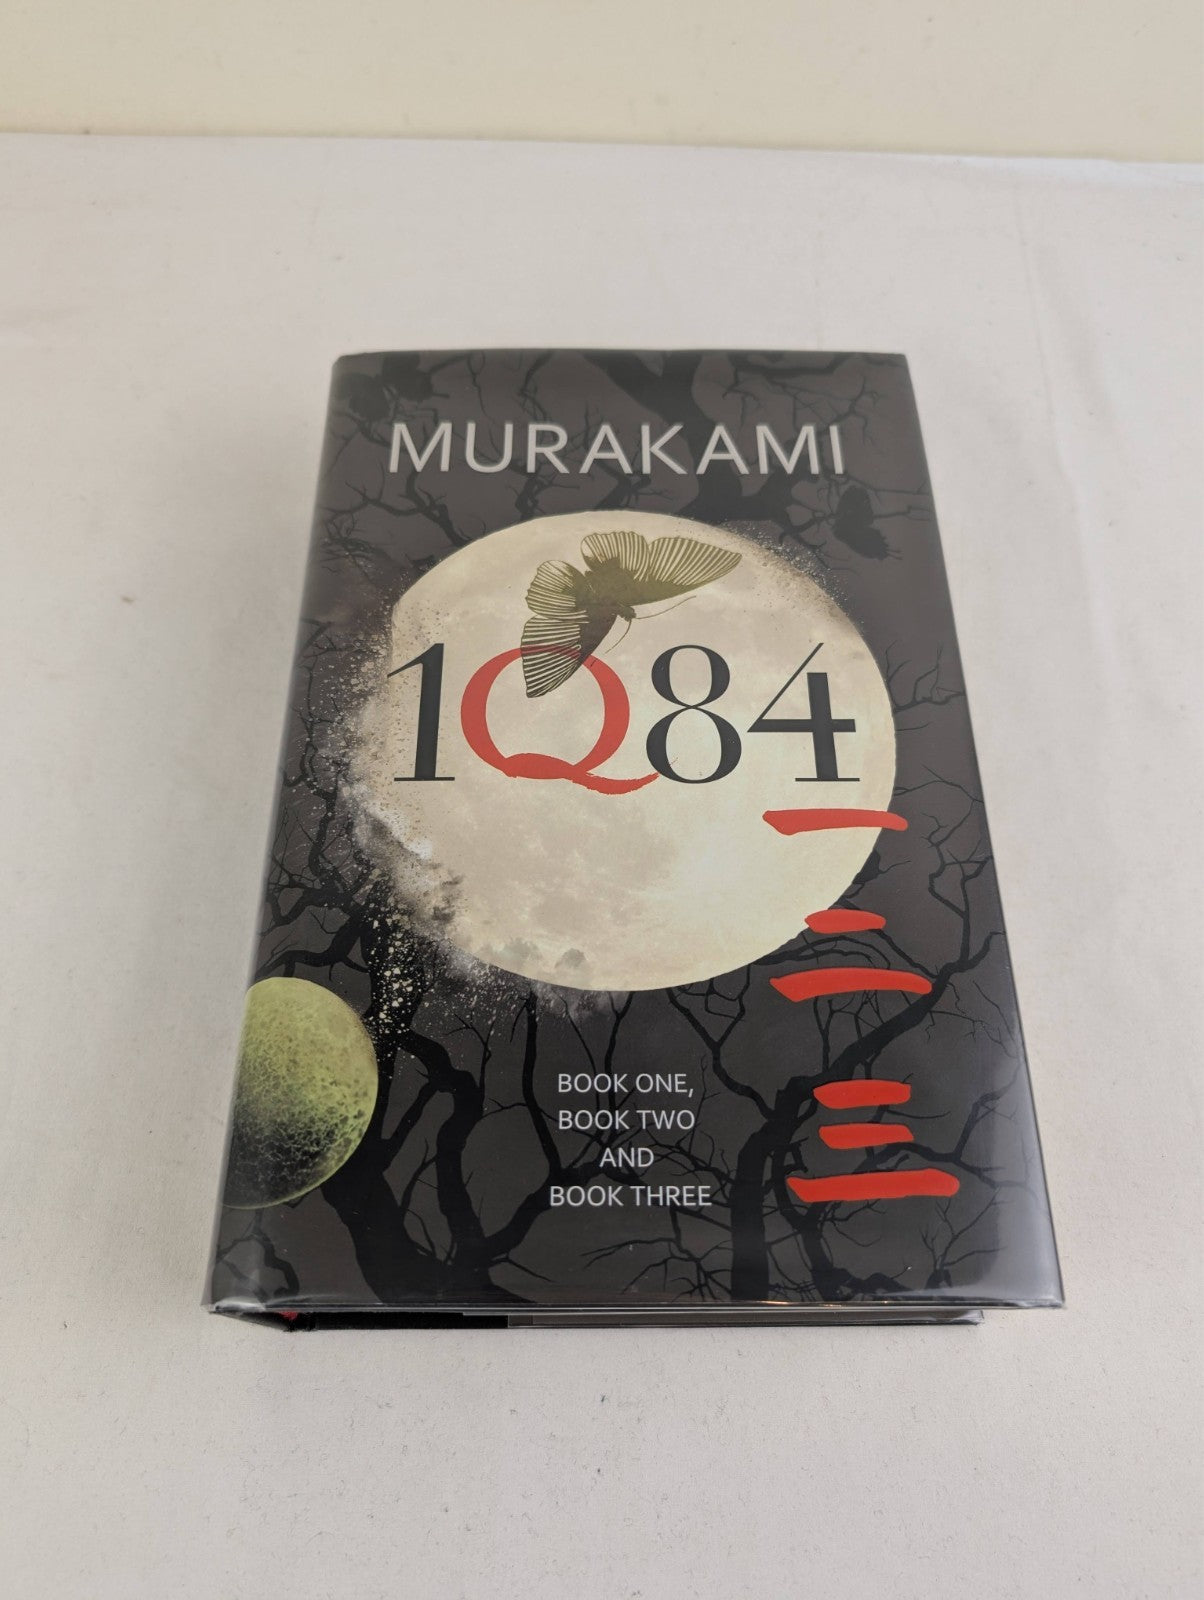 MURAKAMI
1Q84
一
二
三
BOOK ONE,
BOOK TWO
AND
BOOK THREE